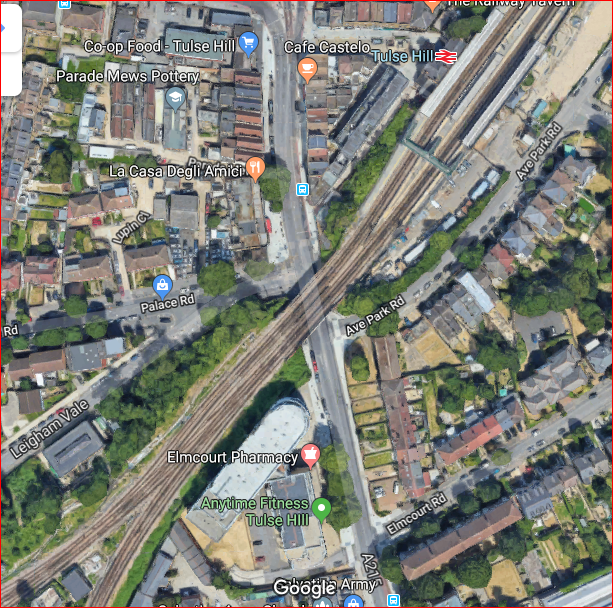 The Railway Tavern
Co-op Food - Tulse Hill
Cafe Castelo
Tulse Hill
Parade Mews Pottery
Ave Park Rd
La Casa Degli Amici
Lupin C
Palace Rd
Rd
Ave Park Rd
Leigham Vale
Elmcourt Pharmacy
Anytime Fitness
Tulse Hill
Elmcourt Rd
A215
Google
Salvation Army